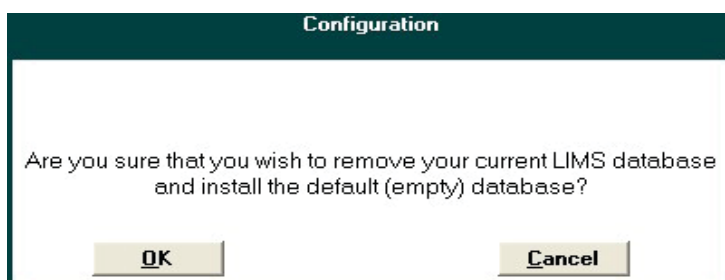 Configuration
Are you sure that you wish to remove your current LIMS database
and install the default (empty) database?
OK
Cancel